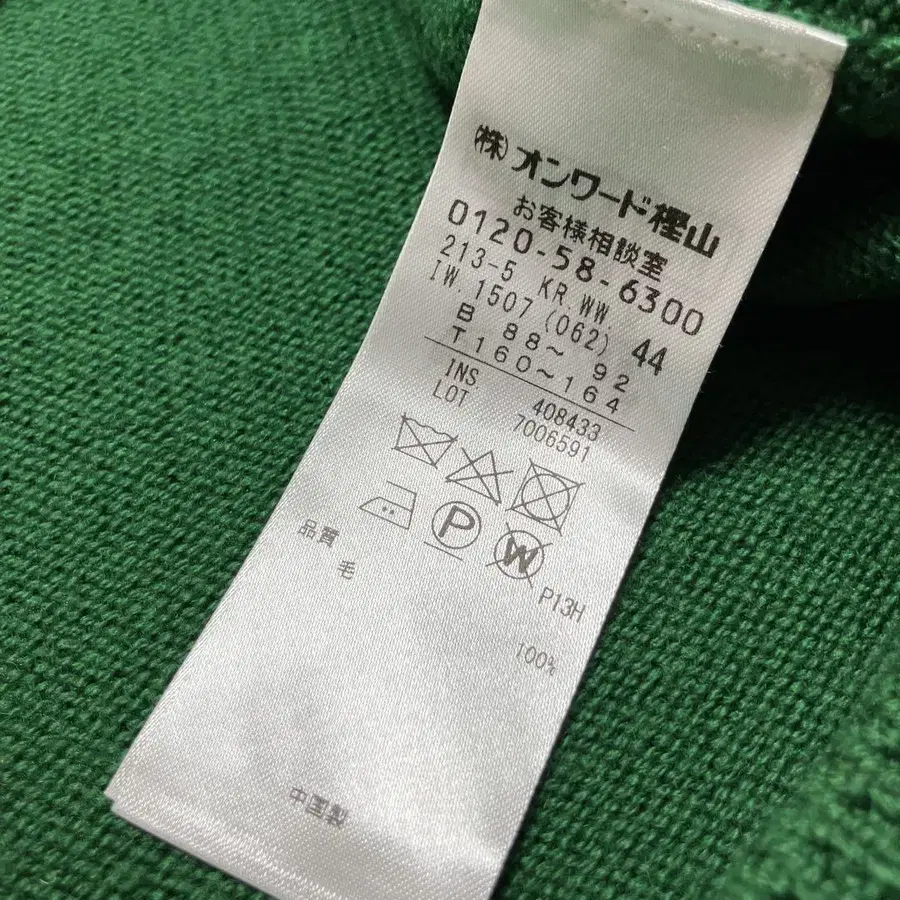 ㈱オンワード樫山
お客様相談室
0120-58-6300
213-5 KR WW.
IW.1507(062) 44
B 88~ 92
T160~164
INS 408433
LOT 7006591
P
W
P13H
品質
毛 100%
中国製